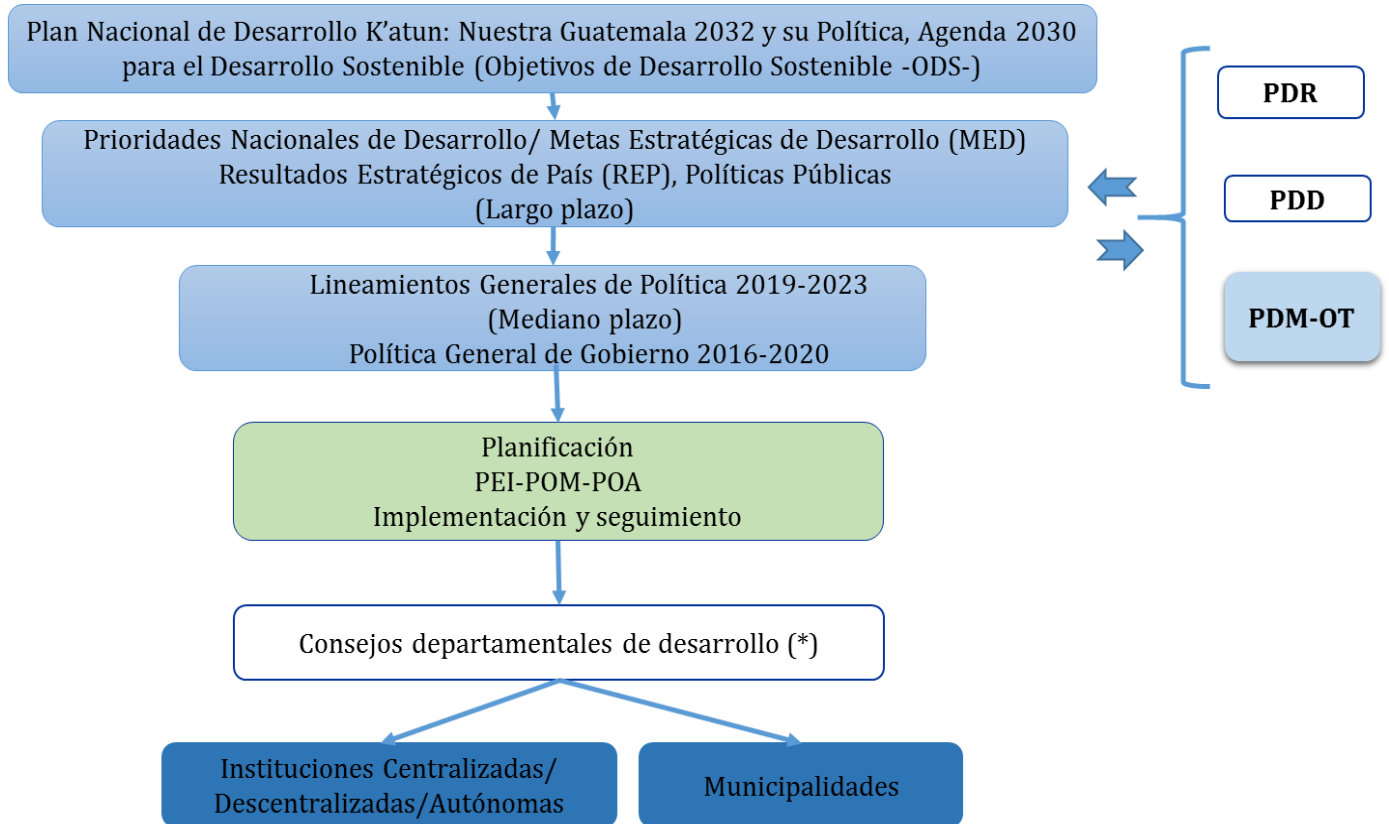 Plan Nacional de Desarrollo K’atun: Nuestra Guatemala 2032 y su Política, Agenda 2030
para el Desarrollo Sostenible (Objetivos de Desarrollo Sostenible -ODS-)
Prioridades Nacionales de Desarrollo/ Metas Estratégicas de Desarrollo (MED)
Resultados Estratégicos de País (REP), Políticas Públicas
(Largo plazo)
Lineamientos Generales de Política 2019-2023
(Mediano plazo)
Política General de Gobierno 2016-2020
Planificación
PEI-POM-POA
Implementación y seguimiento
Consejos departamentales de desarrollo (*)
Instituciones Centralizadas/
Descentralizadas/Autónomas
Municipalidades
PDR
PDD
PDM-OT